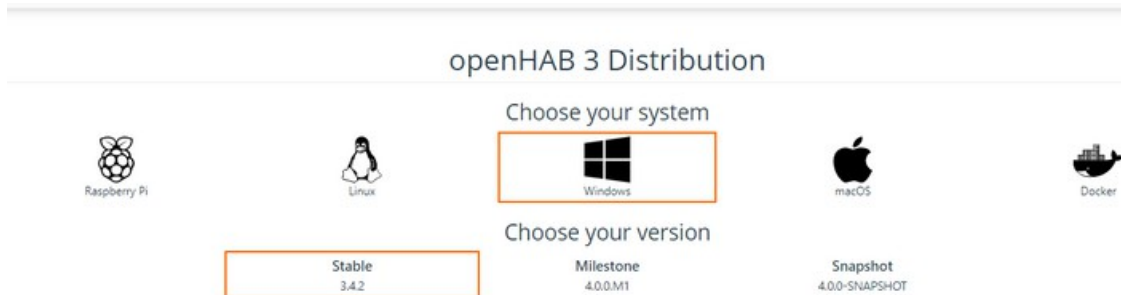 openHAB 3 Distribution
Choose your system
Raspberry Pi Linux Windows macOS Docker
Choose your version
Stable Milestone Snapshot
3.4.2 4.0.0.M1 4.0.0-SNAPSHOT